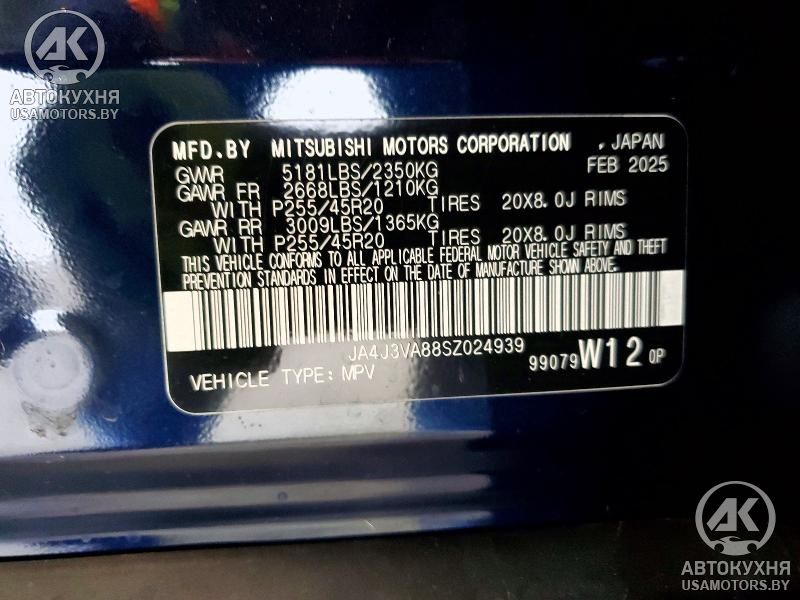 AK
АВТОКУХНЯ
USAMOTORS.BY
MFD.BY MITSUBISHI MOTORS CORPORATION , JAPAN
GVWR 5181LBS/2350KG FEB 2025
GAWR FR 2668LBS/1210KG
WITH P255/45R20 TIRES 20X8.0J RIMS
GAWR RR 3009LBS/1365KG
WITH P255/45R20 TIRES 20X8.0J RIMS
THIS VEHICLE CONFORMS TO ALL APPLICABLE FEDERAL MOTOR VEHICLE SAFETY AND THEFT
PREVENTION STANDARDS IN EFFECT ON THE DATE OF MANUFACTURE SHOWN ABOVE.
JA4J3VA88SZ024939
VEHICLE TYPE: MPV 99079W120P
AK
АВТОКУХНЯ
USAMOTORS.BY